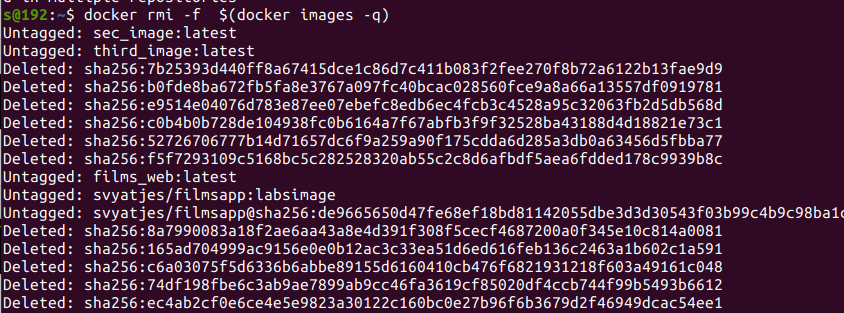 s@192:~$ docker rmi -f  $(docker images -q)
Untagged: sec_image:latest
Untagged: third_image:latest
Deleted: sha256:7b25393d440ff8a67415dce1c86d7c411b083f2fee270f8b72a6122b13fae9d9
Deleted: sha256:b0fde8ba672fb5fa8e3767a097fc40bcac028560fce9a8a66a13557df0919781
Deleted: sha256:e9514e04076d783e87ee07ebefc8edb6ec4fcb3c4528a95c32063fb2d5db568d
Deleted: sha256:c0b4b0b728de104938fc0b6164a7f67abfb3f9f32528ba43188d4d18821e73c1
Deleted: sha256:52726706777b14d71657dc6f9a259a90f175cdda6d285a3db0a63456d5fbba77
Deleted: sha256:f5f7293109c5168bc5c282528320ab55c2c8d6afbdf5aea6fdded178c9939b8c
Untagged: films_web:latest
Untagged: svyatjes/filmsapp:labsimage
Untagged: svyatjes/filmsapp@sha256:de9665650d47fe68ef18bd81142055dbe3d3d30543f03b99c4b9c98ba1
Deleted: sha256:8a7990083a18f2ae6aa43a8e4d391f308f5cecf4687200a0f345e10c814a0081
Deleted: sha256:165ad704999ac9156e0e0b12ac3c33ea51d6ed616feb136c2463a1b602c1a591
Deleted: sha256:c6a03075f5d6336b6abbe89155d6160410cb476f6821931218f603a49161c048
Deleted: sha256:74df198fbe6c3ab9ae7899ab9cc46fa3619cf85020df4ccb744f99b5493b6612
Deleted: sha256:ec4ab2cf0e6ce4e5e9823a30122c160bc0e27b96f6b3679d2f46949dcac54ee1